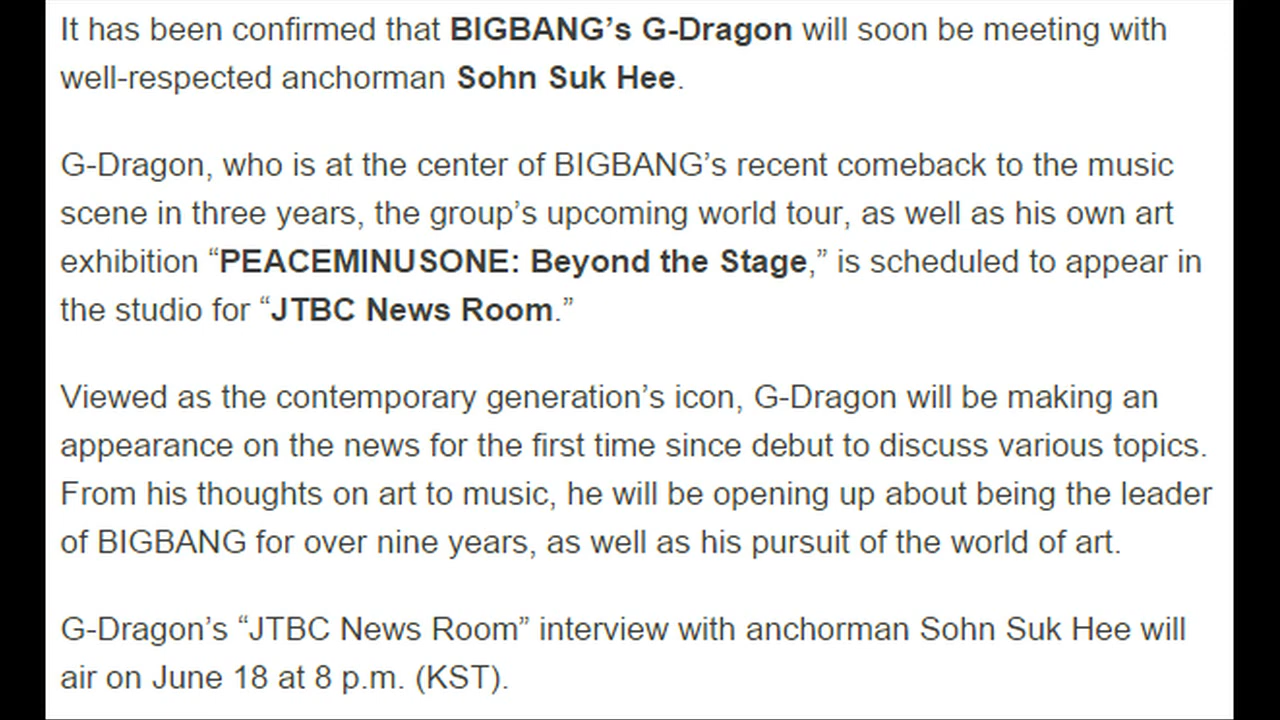 It has been confirmed that BIGBANG’s G-Dragon will soon be meeting with
well-respected anchorman Sohn Suk Hee.
G-Dragon, who is at the center of BIGBANG’s recent comeback to the music
scene in three years, the group’s upcoming world tour, as well as his own art
exhibition “PEACEMINUSONE: Beyond the Stage,” is scheduled to appear in
the studio for “JTBC News Room.”
Viewed as the contemporary generation’s icon, G-Dragon will be making an
appearance on the news for the first time since debut to discuss various topics.
From his thoughts on art to music, he will be opening up about being the leader
of BIGBANG for over nine years, as well as his pursuit of the world of art.
G-Dragon’s “JTBC News Room” interview with anchorman Sohn Suk Hee will
air on June 18 at 8 p.m. (KST).